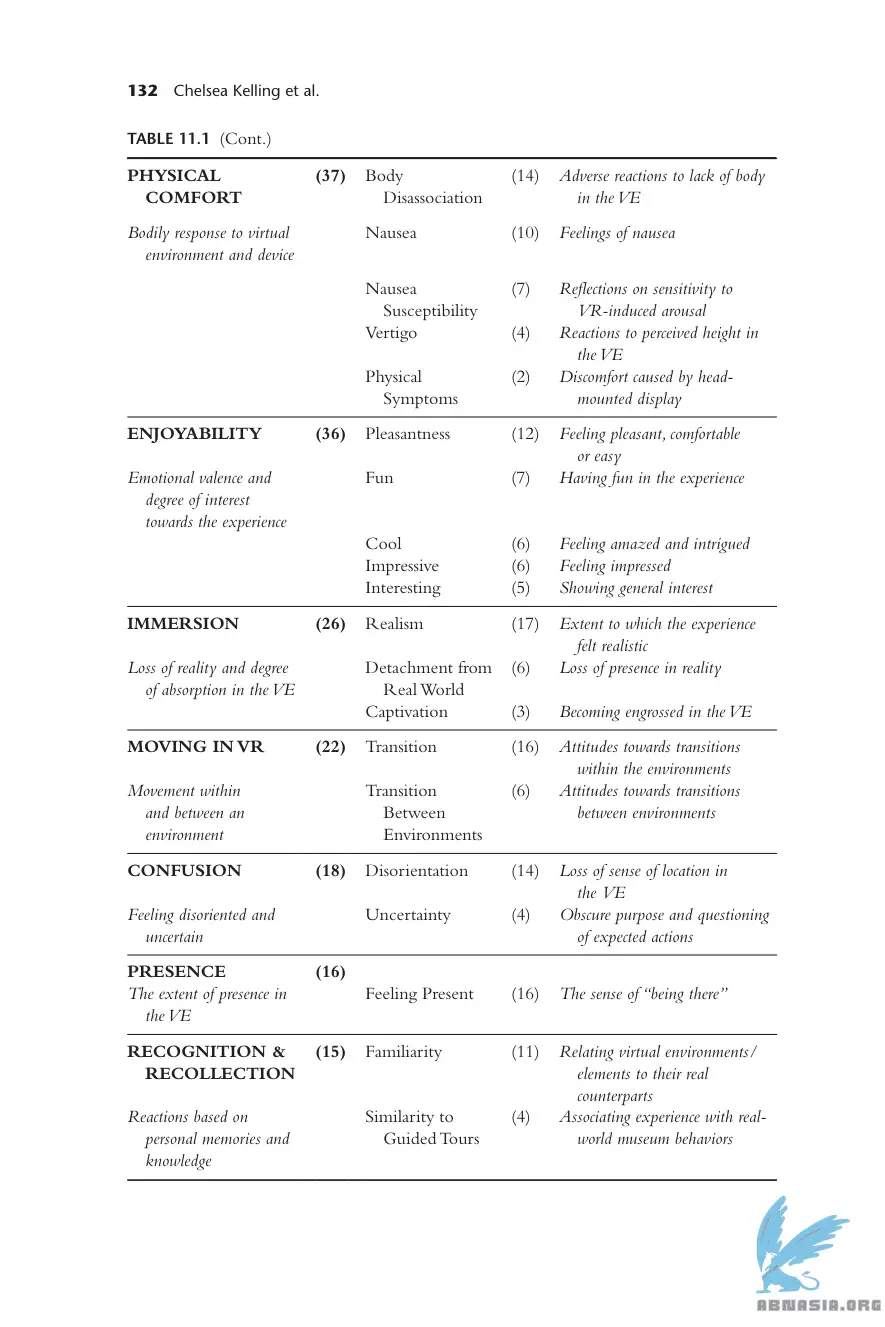 132 Chelsea Kelling et al.
TABLE 11.1 (Cont.)
PHYSICAL (37) Body (14) Adverse reactions to lack of body
COMFORT Disassociation in the VE
Bodily response to virtual Nausea (10) Feelings of nausea
environment and device
Nausea (7) Reflections on sensitivity to
Susceptibility VR-induced arousal
Vertigo (4) Reactions to perceived height in
the VE
Physical (2) Discomfort caused by head-
Symptoms mounted display
ENJOYABILITY (36) Pleasantness (12) Feeling pleasant, comfortable
or easy
Emotional valence and Fun (7) Having fun in the experience
degree of interest
towards the experience
Cool (6) Feeling amazed and intrigued
Impressive (6) Feeling impressed
Interesting (5) Showing general interest
IMMERSION (26) Realism (17) Extent to which the experience
felt realistic
Loss of reality and degree Detachment from (6) Loss of presence in reality
of absorption in the VE Real World
Captivation (3) Becoming engrossed in the VE
MOVING IN VR (22) Transition (16) Attitudes towards transitions
within the environments
Movement within Transition (6) Attitudes towards transitions
and between an Between between environments
environment Environments
CONFUSION (18) Disorientation (14) Loss of sense of location in
the VE
Feeling disoriented and Uncertainty (4) Obscure purpose and questioning
uncertain of expected actions
PRESENCE (16)
The extent of presence in Feeling Present (16) The sense of “being there”
the VE
RECOGNITION & (15) Familiarity (11) Relating virtual environments/
RECOLLECTION elements to their real
counterparts
Reactions based on Similarity to (4) Associating experience with real-
personal memories and Guided Tours world museum behaviors
knowledge
ABNASIA.ORG